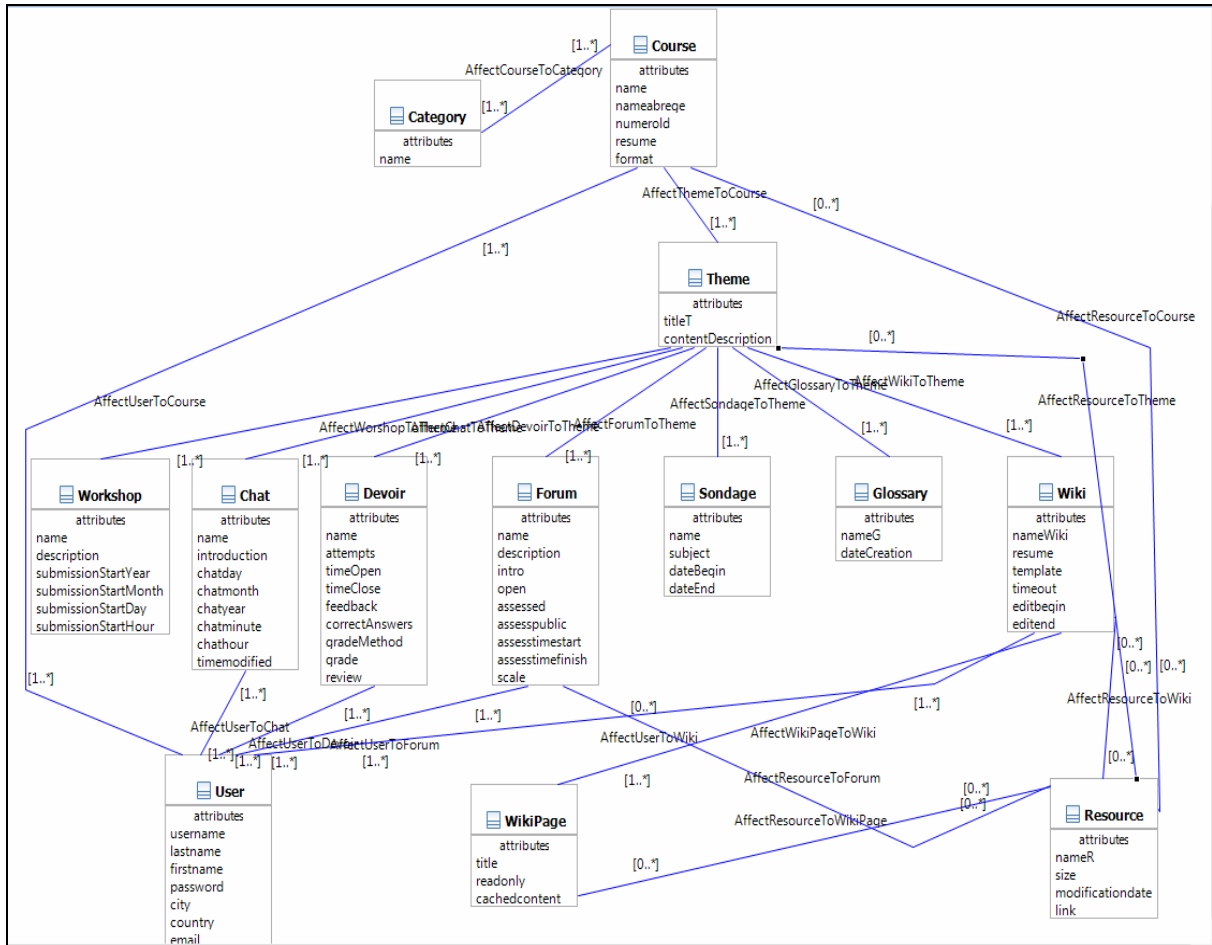 Course
attributes
name
nameabrege
numeroId
resume
format
[1..*]
AffectCourseToCategory
[1..*]
Category
attributes
name
AffectThemeToCourse
[0..*]
[1..*]
[1..*]
Theme
attributes
titleT
contentDescription
AffectResourceToCourse
[0..*]
AffectGlossaryToTheme
AffectWikiToTheme
AffectResourceToTheme
AffectUserToCourse
AffectSondageToTheme
AffectWorshopToTheme
AffectChatToTheme
AffectDevoirToTheme
AffectForumToTheme
[1..*]
[1..*]
[1..*]
[1..*]
[1..*]
[1..*]
[1..*]
Workshop
attributes
name
description
submissionStartYear
submissionStartMonth
submissionStartDay
submissionStartHour
Chat
attributes
name
introduction
chatday
chatmonth
chatyear
chatminute
chathour
timemodified
Devoir
attributes
name
attempts
timeOpen
timeClose
feedback
correctAnswers
gradeMethod
grade
review
Forum
attributes
name
description
intro
open
assessed
assesspublic
assesstimestart
assesstimefinish
scale
Sondage
attributes
name
subject
dateBegin
dateEnd
Glossary
attributes
nameG
dateCreation
Wiki
attributes
nameWiki
resume
template
timeout
editbegin
editend
[0..*]
[0..*]
[0..*]
[1..*]
[1..*]
[1..*]
[1..*]
[0..*]
[1..*]
AffectResourceToWiki
AffectUserToChat
AffectUserToDevoir
AffectUserToForum
AffectUserToWiki
AffectWikiPageToWiki
[1..*]
[1..*]
[1..*]
[1..*]
[0..*]
[1..*]
AffectResourceToForum
[0..*]
[0..*]
AffectResourceToWikiPage
[0..*]
User
attributes
username
lastname
firstname
password
city
country
email
WikiPage
attributes
title
readonly
cachedcontent
Resource
attributes
nameR
size
modificationdate
link